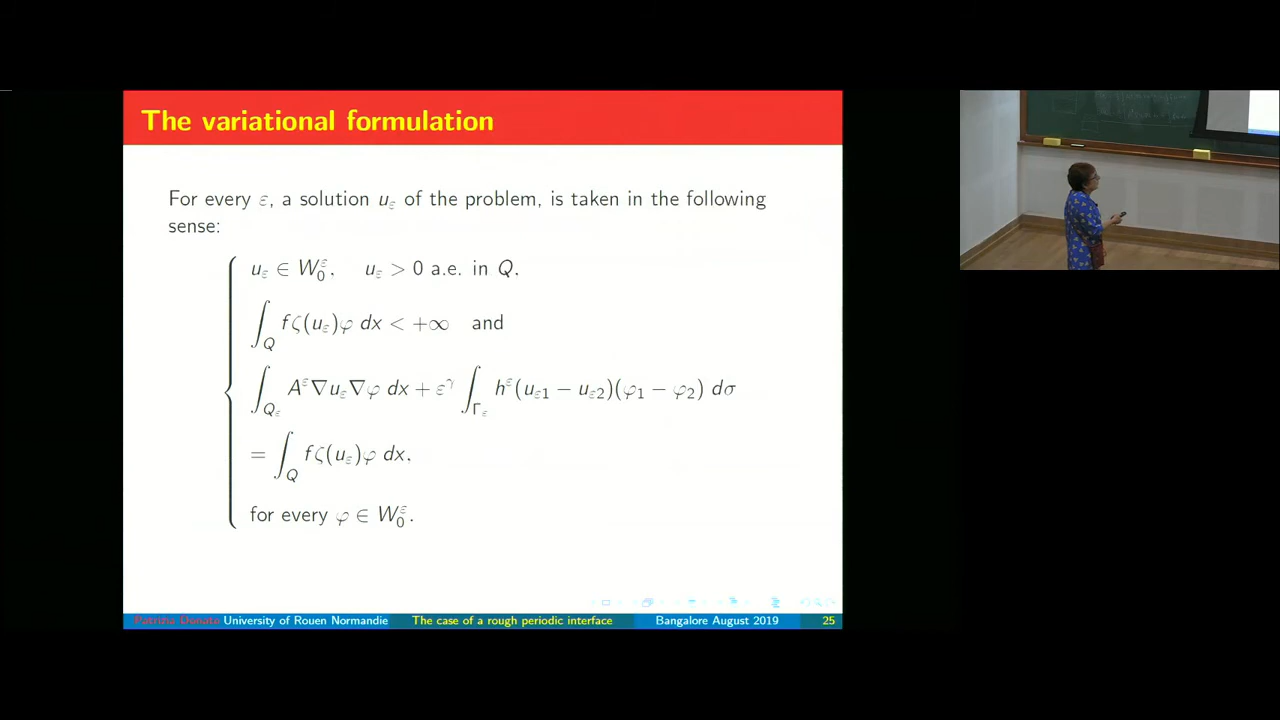 The variational formulation
For every ε, a solution u_ε of the problem, is taken in the following
sense:
u_ε ∈ W_0^ε, u_ε > 0 a.e. in Q,
∫_Q fζ(u_ε)φ dx < +∞ and
∫_{Q_ε} A^ε∇u_ε∇φ dx + ε^γ ∫_{Γ_ε} h^ε(u_{ε1} − u_{ε2})(φ_1 − φ_2) dσ
= ∫_Q fζ(u_ε)φ dx,
for every φ ∈ W_0^ε.
Patrizia Donato University of Rouen Normandie The case of a rough periodic interface Bangalore August 2019 25